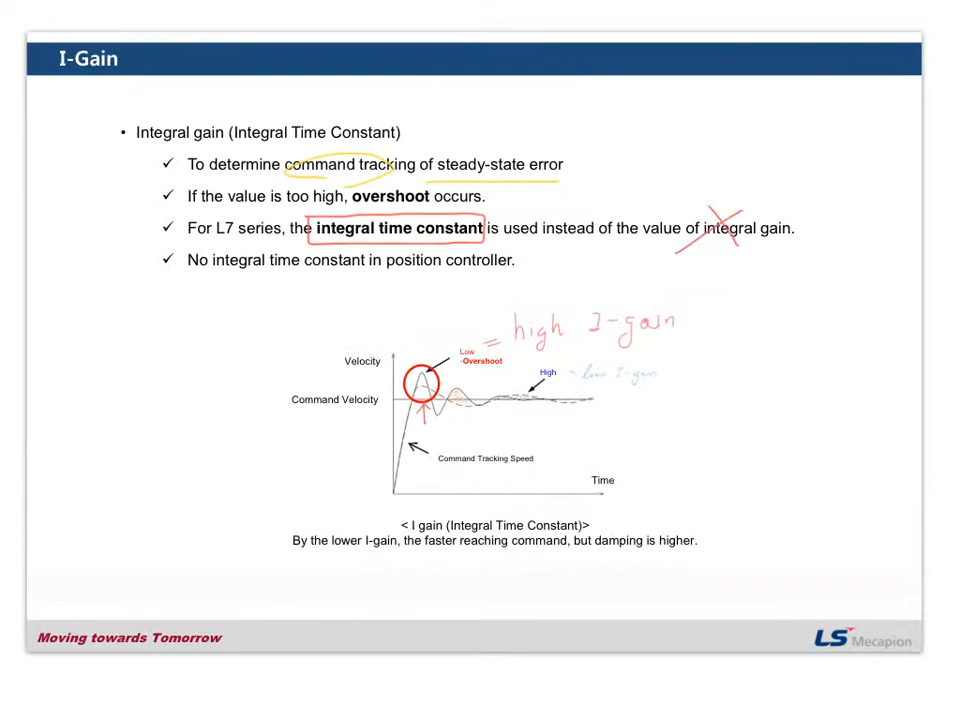 I-Gain
• Integral gain (Integral Time Constant)
✓ To determine command tracking of steady-state error
✓ If the value is too high, overshoot occurs.
✓ For L7 series, the integral time constant is used instead of the value of integral gain.
✓ No integral time constant in position controller.
= high I-gain
Low
-Overshoot
Velocity
High
- low I-gain
Command Velocity
Command Tracking Speed
Time
< I gain (Integral Time Constant)>
By the lower I-gain, the faster reaching command, but damping is higher.
Moving towards Tomorrow
LS Mecapion